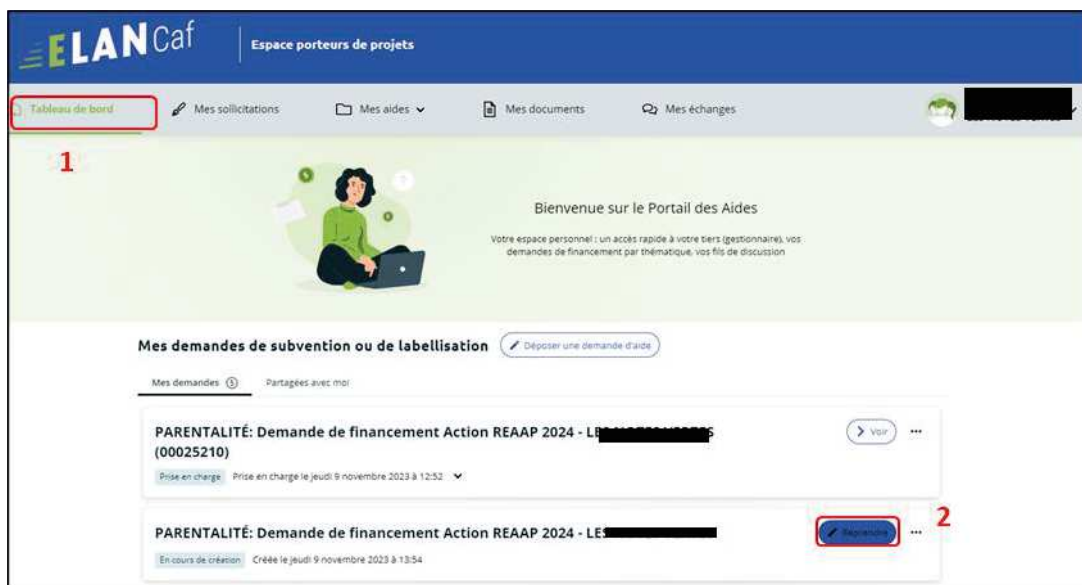 ELANCaf
Espace porteurs de projets
Tableau de bord
Mes sollicitations
Mes aides
Mes documents
Mes échanges
1
Bienvenue sur le Portail des Aides
Votre espace personnel : un accès rapide à votre tiers (gestionnaire), vos
demandes de financement par thématique, vos fils de discussion
Mes demandes de subvention ou de labellisation
Déposer une demande d'aide
Mes demandes (5)
Partagées avec moi
PARENTALITÉ: Demande de financement Action REAAP 2024 -
(00025210)
Voir
...
Prise en charge
Prise en charge le jeudi 9 novembre 2023 à 12:52
PARENTALITÉ: Demande de financement Action REAAP 2024 - LES
Reprendre
...
2
En cours de création
Créée le jeudi 9 novembre 2023 à 13:54